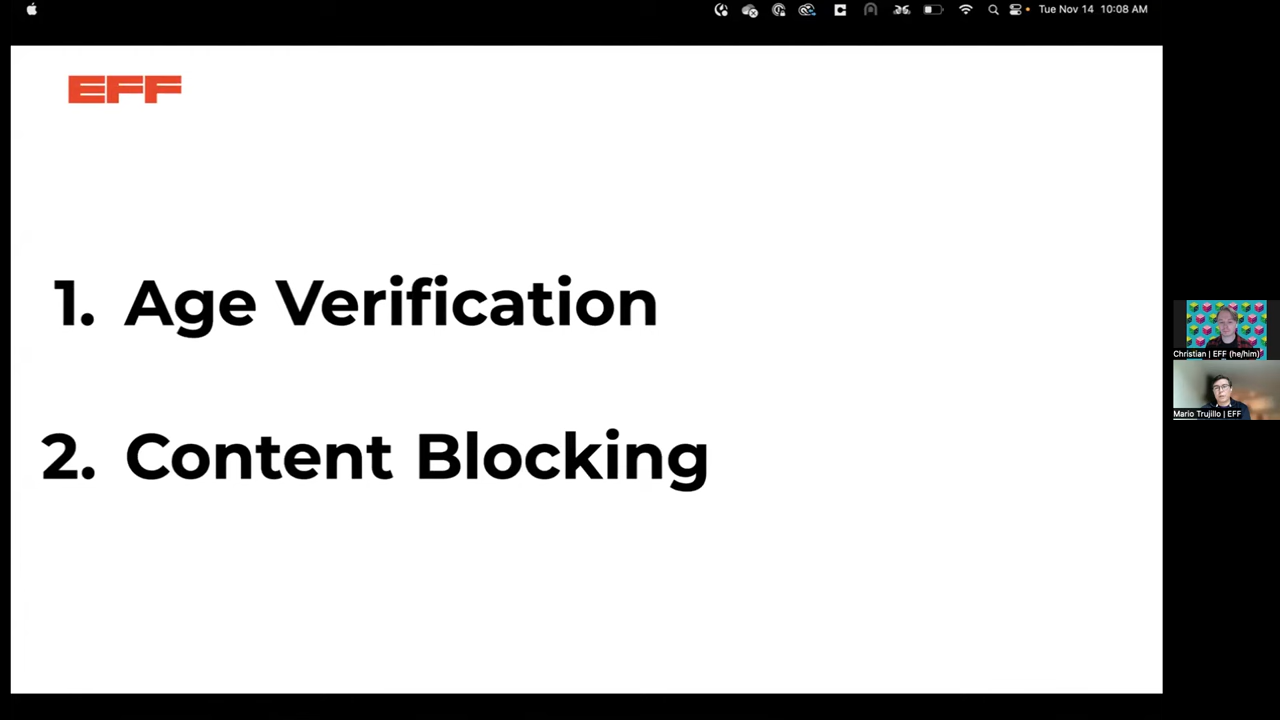 Tue Nov 14 10:08 AM
EFF
1. Age Verification
2. Content Blocking
Christian | EFF (he/him)
Mario Trujillo | EFF